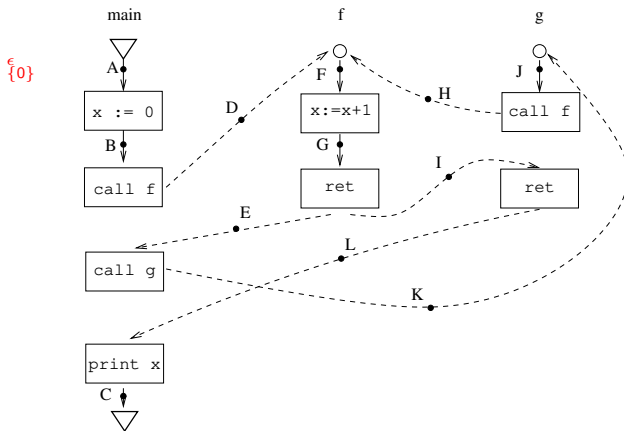 main
f
g
ϵ
{0}
A
F
J
H
x := 0
D
x:=x+1
call f
B
G
I
call f
ret
ret
E
L
call g
K
print x
C